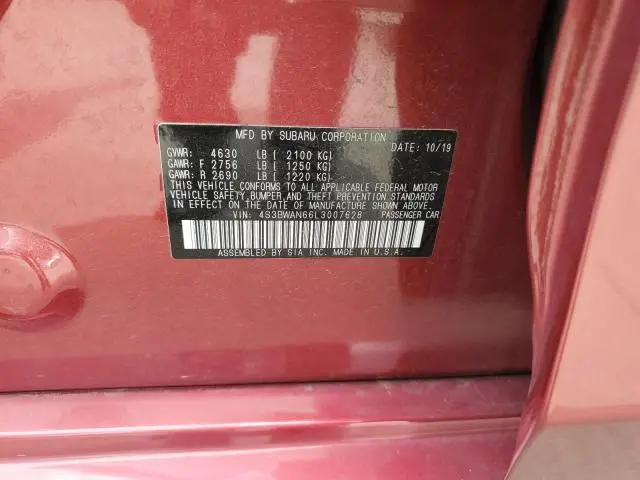 MFD BY SUBARU CORPORATION
GVWR: 4630 LB ( 2100 KG) DATE: 10/19
GAWR: F 2756 LB ( 1250 KG)
GAWR: R 2690 LB ( 1220 KG)
THIS VEHICLE CONFORMS TO ALL APPLICABLE FEDERAL MOTOR
VEHICLE SAFETY, BUMPER, AND THEFT PREVENTION STANDARDS
IN EFFECT ON THE DATE OF MANUFACTURE SHOWN ABOVE.
VIN: 4S3BWAN66L3007628 PASSENGER CAR
ASSEMBLED BY SIA INC. MADE IN U.S.A.